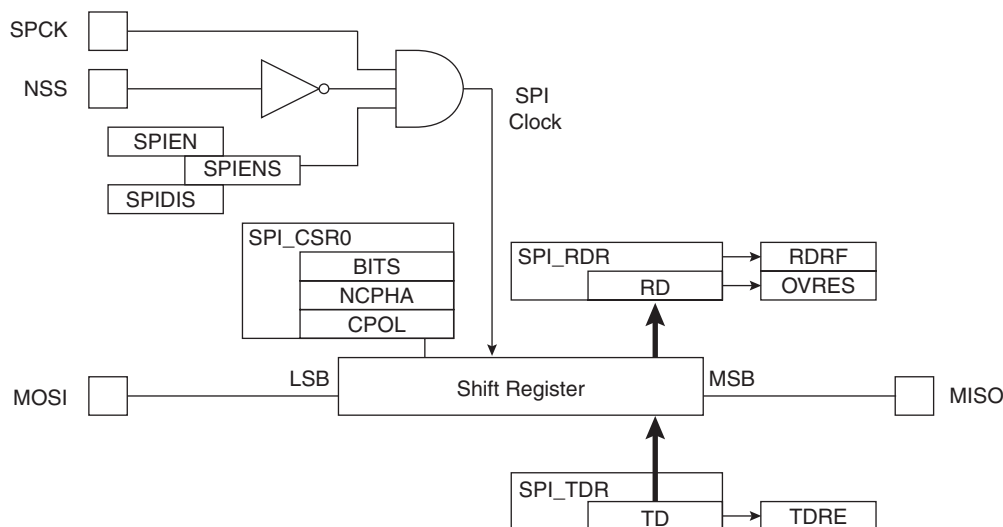 SPCK
NSS
SPI
Clock
SPIEN
SPIENS
SPIDIS
SPI_CSR0
BITS
NCPHA
CPOL
SPI_RDR
RD
RDRF
OVRES
MOSI
LSB
Shift Register
MSB
MISO
SPI_TDR
TD
TDRE